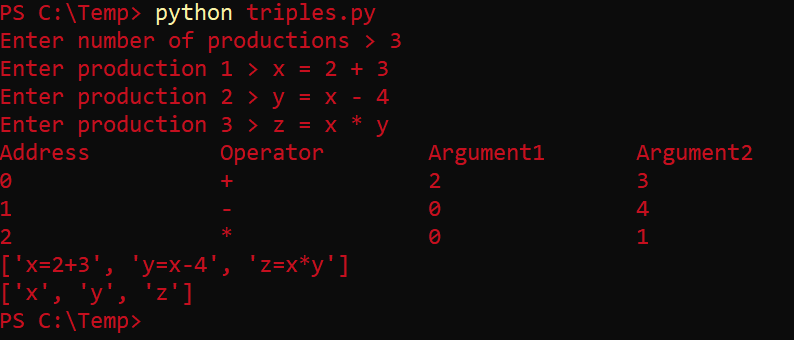 PS C:\Temp> python triples.py
Enter number of productions > 3
Enter production 1 > x = 2 + 3
Enter production 2 > y = x - 4
Enter production 3 > z = x * y
Address Operator Argument1 Argument2
0 + 2 3
1 - 0 4
2 * 0 1
['x=2+3', 'y=x-4', 'z=x*y']
['x', 'y', 'z']
PS C:\Temp>